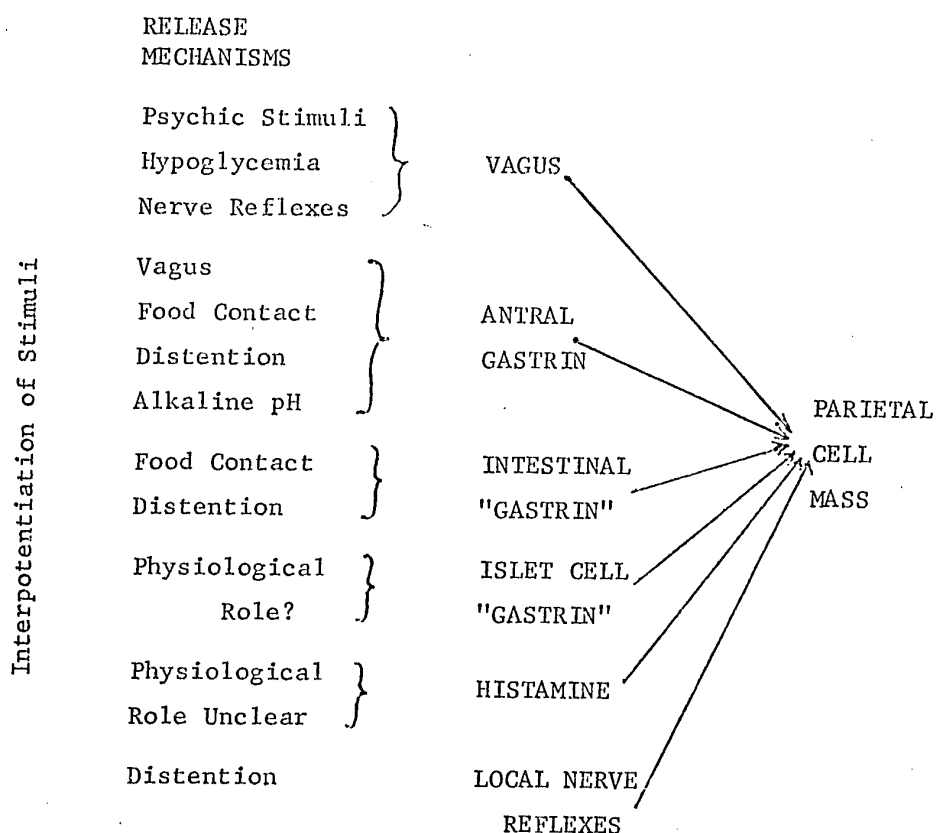 RELEASE
MECHANISMS
Psychic Stimuli
Hypoglycemia
Nerve Reflexes
VAGUS
Vagus
Food Contact
Distention
Alkaline pH
ANTRAL
GASTRIN
Food Contact
Distention
INTESTINAL
"GASTRIN"
Physiological
Role?
ISLET CELL
"GASTRIN"
Physiological
Role Unclear
HISTAMINE
Distention
LOCAL NERVE
REFLEXES
PARIETAL
CELL
MASS
Interpotentiation of Stimuli